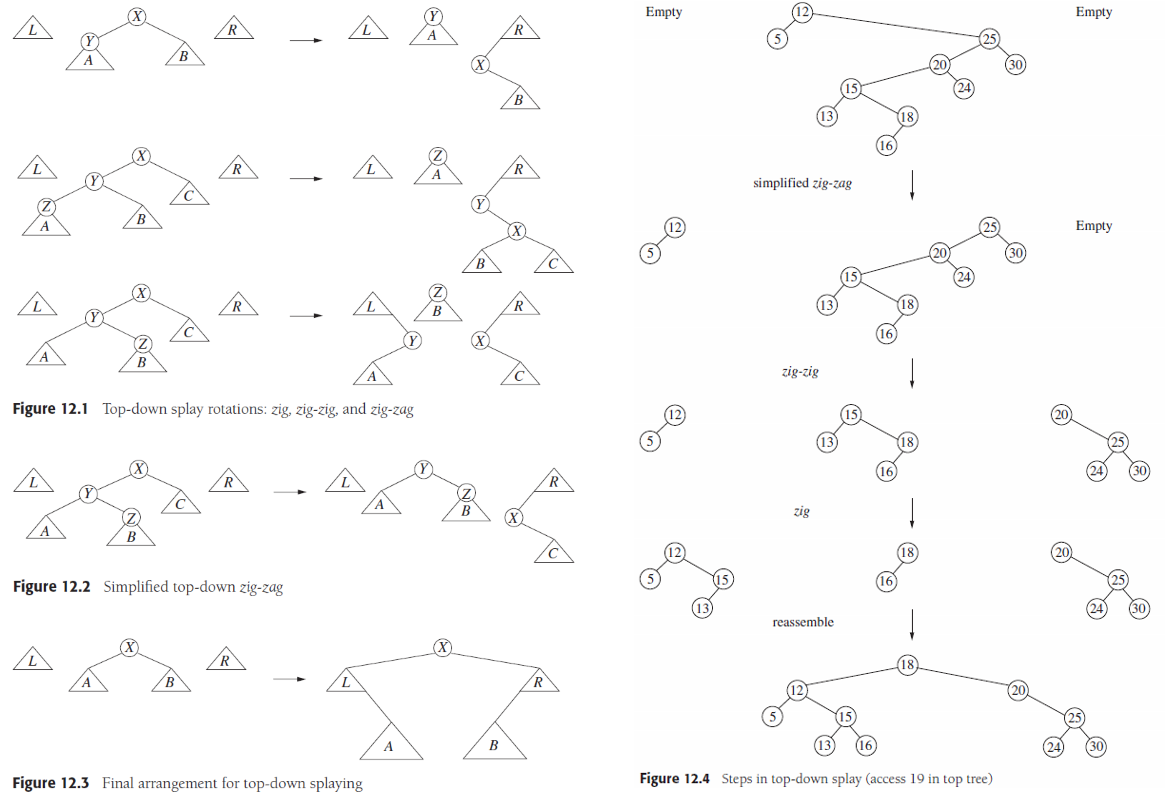 L
X
Y
A
B
R
L
Y
A
R
X
B
L
X
Y
Z
A
B
C
R
L
Z
A
R
Y
X
B
C
L
X
Y
A
Z
B
C
R
L
Y
A
Z
B
R
X
C
Figure 12.1 Top-down splay rotations: zig, zig-zig, and zig-zag
L
X
Y
A
Z
B
C
R
L
Y
A
Z
B
R
X
C
Figure 12.2 Simplified top-down zig-zag
L
X
A
B
R
X
L
R
A
B
Figure 12.3 Final arrangement for top-down splaying
Empty
12
Empty
5
25
20
30
15
24
13
18
16
simplified zig-zag
12
5
25
Empty
20
30
15
24
13
18
16
zig-zig
12
5
15
13
18
16
20
25
24
30
zig
12
5
15
13
18
16
20
25
24
30
reassemble
18
12
20
5
15
25
13
16
24
30
Figure 12.4 Steps in top-down splay (access 19 in top tree)